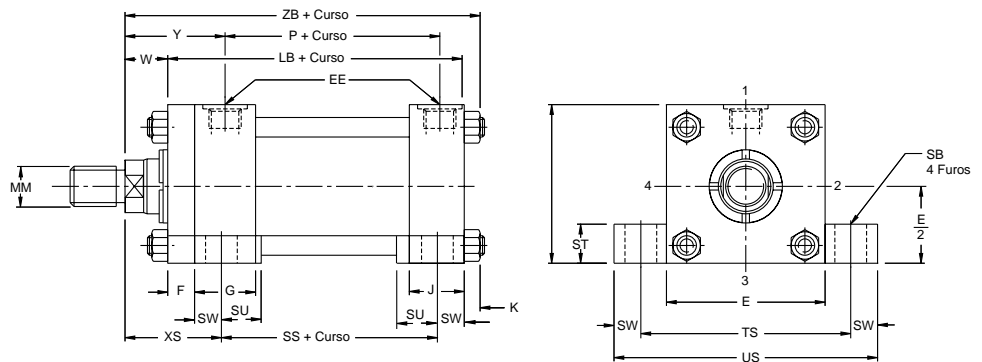 ZB + Curso
Y
P + Curso
W
LB + Curso
EE
MM
F
G
J
K
SW
SU
SU
SW
XS
SS + Curso
1
SB
4 Furos
4
2
E
2
ST
3
E
SW
TS
SW
US